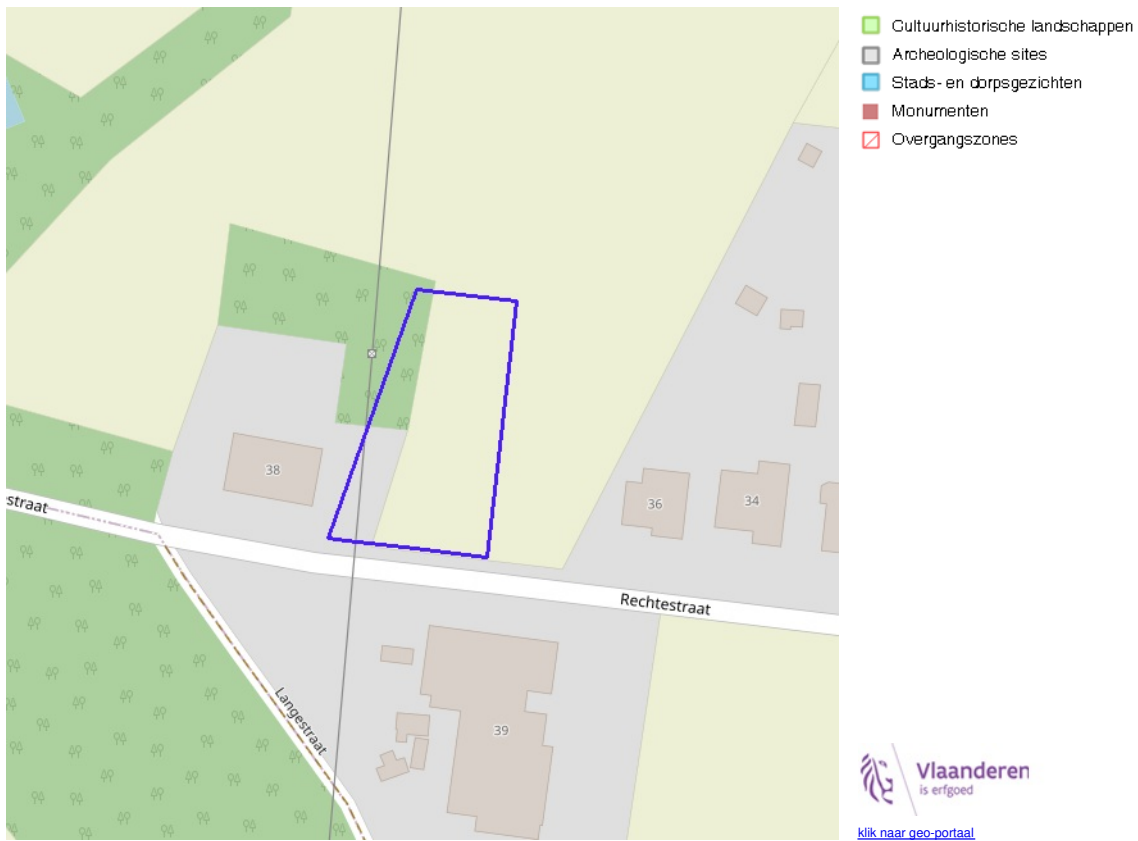 Cultuurhistorische landschappen
Archeologische sites
Stads- en dorpsgezichten
Monumenten
Overgangszones
38
36
34
straat
Rechtestraat
Langestraat
39
Vlaanderen
is erfgoed
klik naar geo-portaal